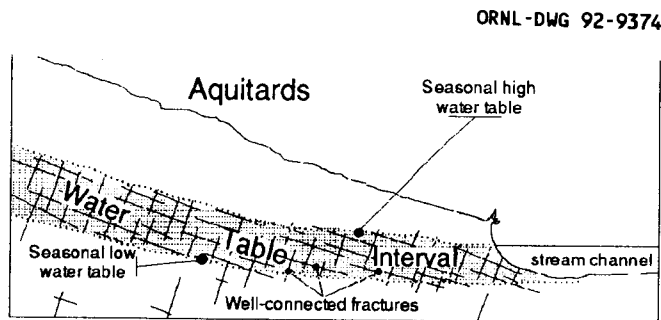 ORNL-DWG 92-9374
Aquitards
Seasonal high
water table
Water
Table
Interval
Seasonal low
water table
stream channel
Well-connected fractures